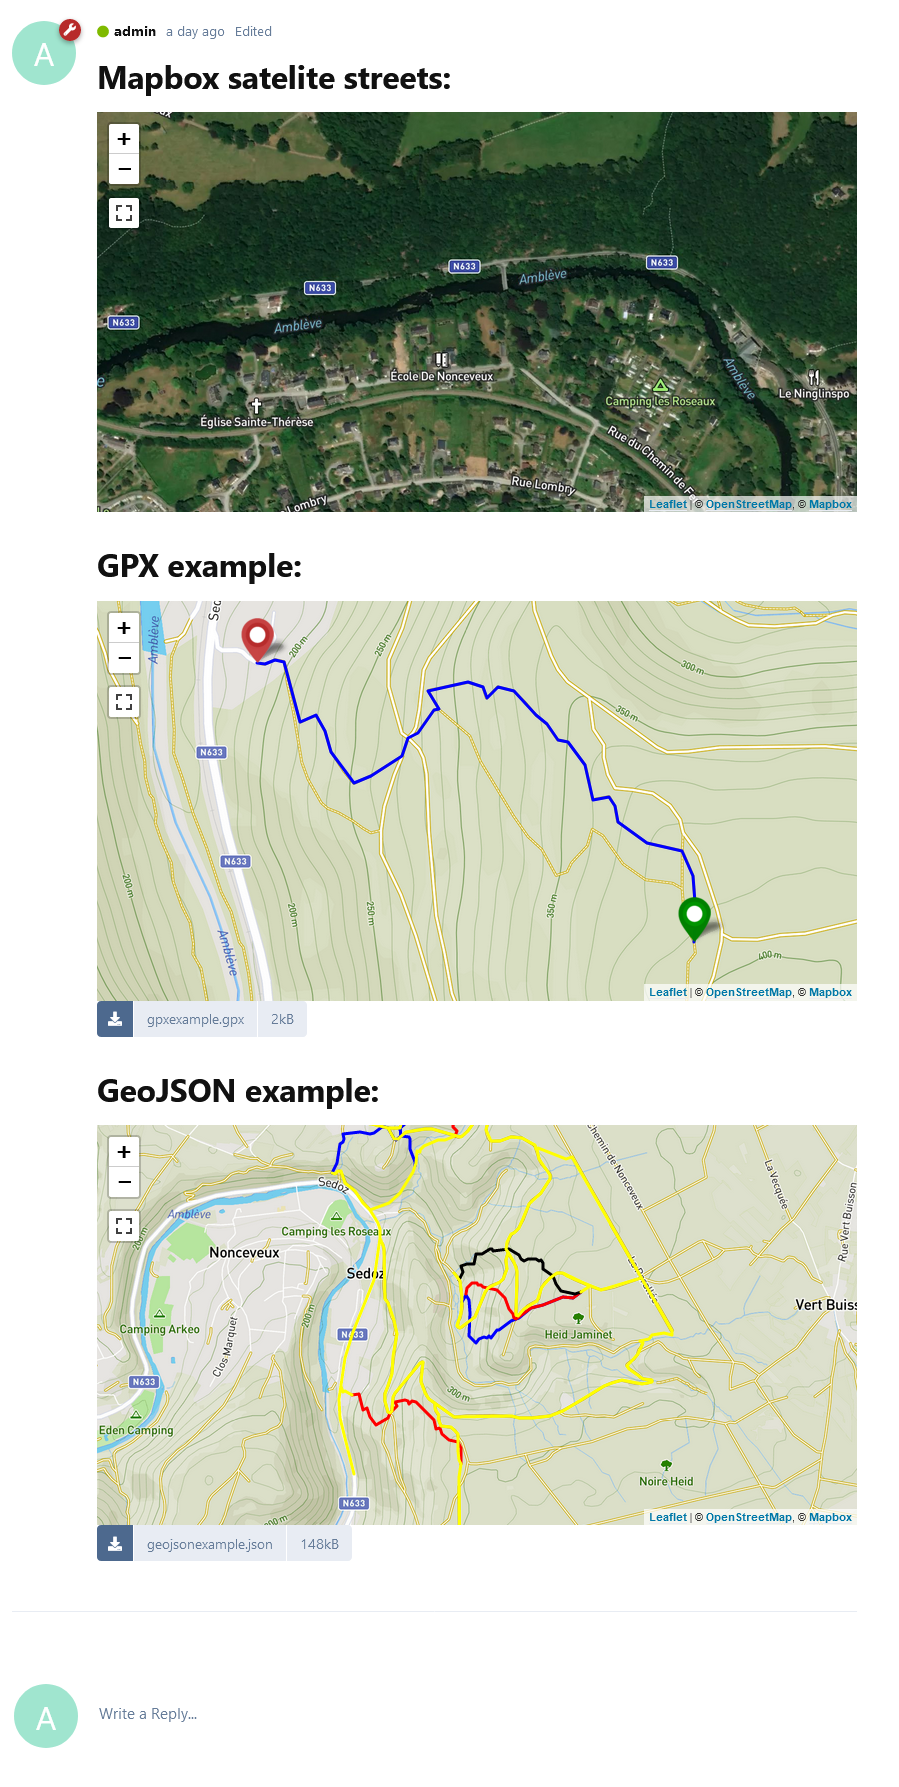 A
admin a day ago Edited
Mapbox satelite streets:
+
−
N633
N633
N633
N633
Amblève
Amblève
Amblève
École De Nonceveux
Église Sainte-Thérèse
Camping les Roseaux
Le Ninglinspo
Rue du Chemin de Fe
Rue Lombry
Lombry
Leaflet | © OpenStreetMap, © Mapbox
GPX example:
+
−
Amblève
Sed
200 m
250 m
300 m
350 m
N633
N633
200 m
200 m
250 m
350 m
400 m
Amblève
Leaflet | © OpenStreetMap, © Mapbox
gpxexample.gpx 2kB
GeoJSON example:
+
−
Chemin de Nonceveux
La Vecquée
Rue Vert Buisson
Sedoz
Amblève
200 m
Camping les Roseaux
Nonceveux
Sedoz
Vert Buiss
200 m
Camping Arkeo
Heid Jaminet
N633
Clos Marquet
N633
300 m
Eden Camping
Noire Heid
N633
Leaflet | © OpenStreetMap, © Mapbox
geojsonexample.json 148kB
A
Write a Reply...